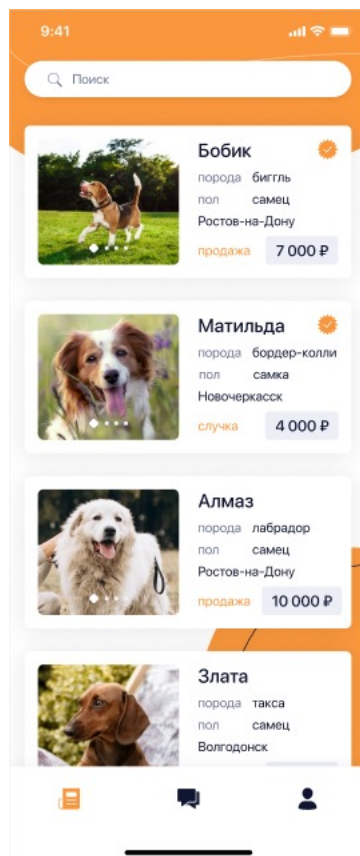 9:41
Поиск
Бобик
порода биггль
пол самец
Ростов-на-Дону
продажа 7 000 ₽
Матильда
порода бордер-колли
пол самка
Новочеркасск
случка 4 000 ₽
Алмаз
порода лабрадор
пол самец
Ростов-на-Дону
продажа 10 000 ₽
Злата
порода такса
пол самец
Волгодонск